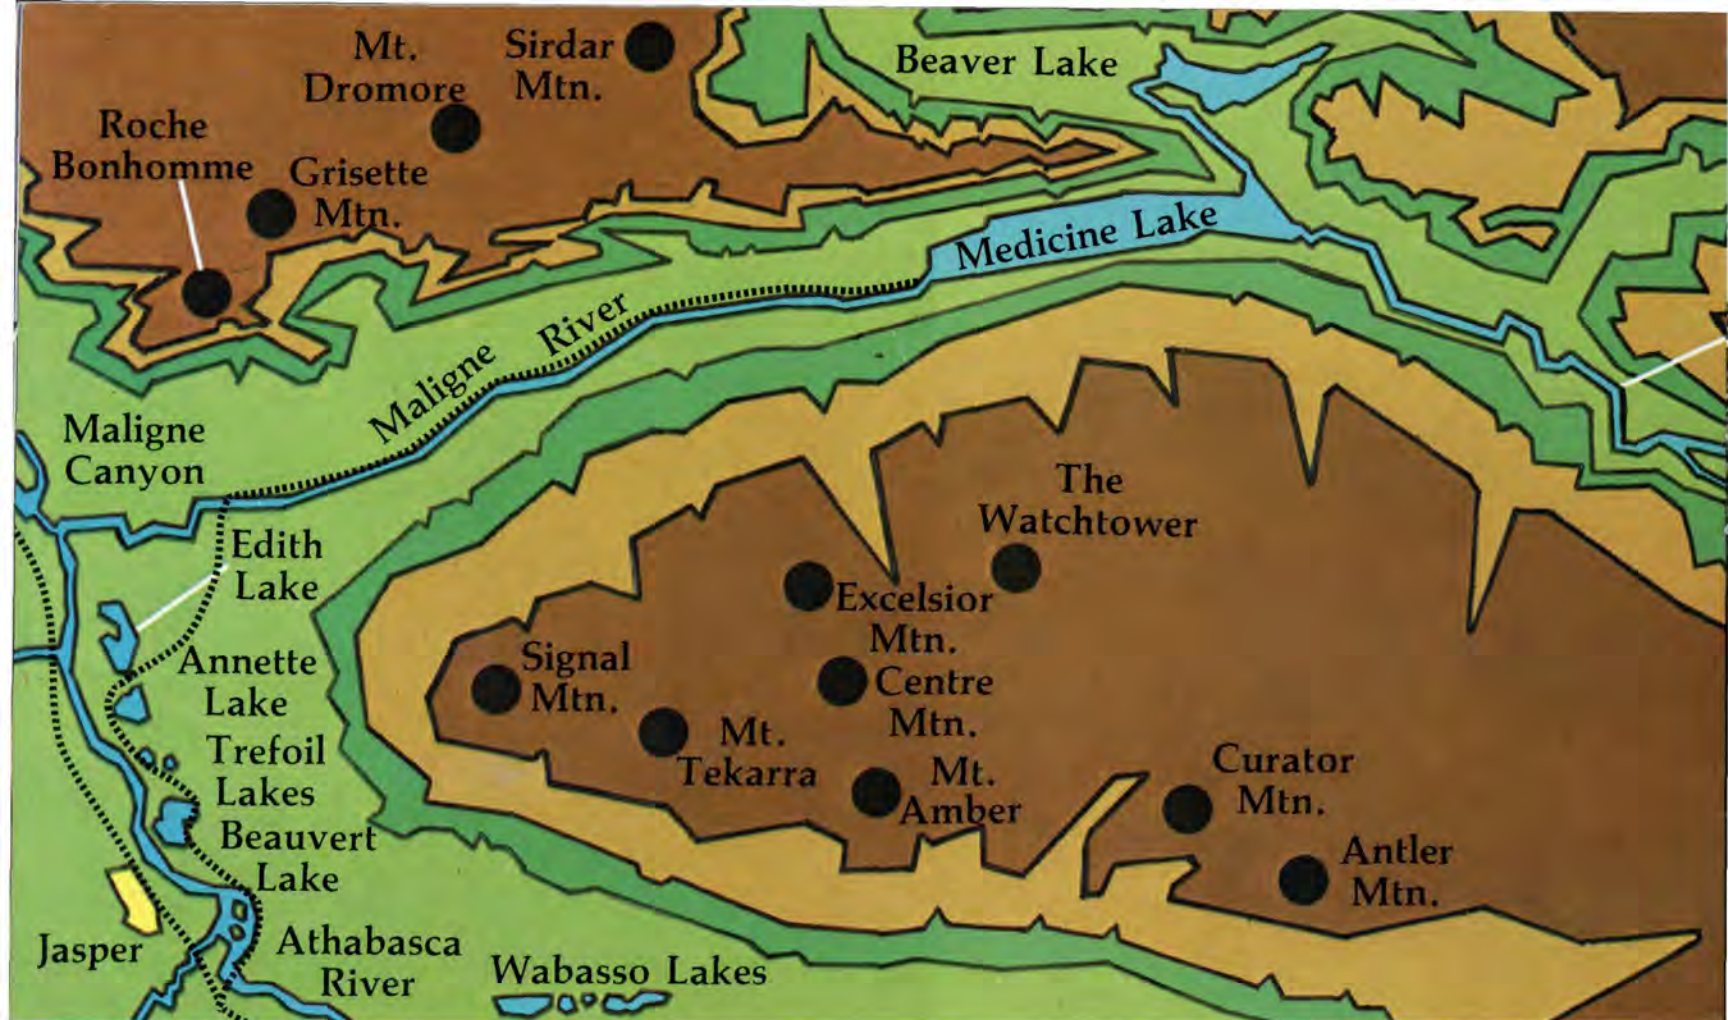 Mt.
Dromore
Sirdar
Mtn.
Beaver Lake
Roche
Bonhomme
Grisette
Mtn.
Medicine Lake
Maligne River
Maligne
Canyon
The
Watchtower
Edith
Lake
Excelsior
Mtn.
Signal
Mtn.
Annette
Lake
Centre
Mtn.
Mt.
Tekarra
Trefoil
Lakes
Mt.
Amber
Curator
Mtn.
Beauvert
Lake
Antler
Mtn.
Jasper
Athabasca
River
Wabasso Lakes